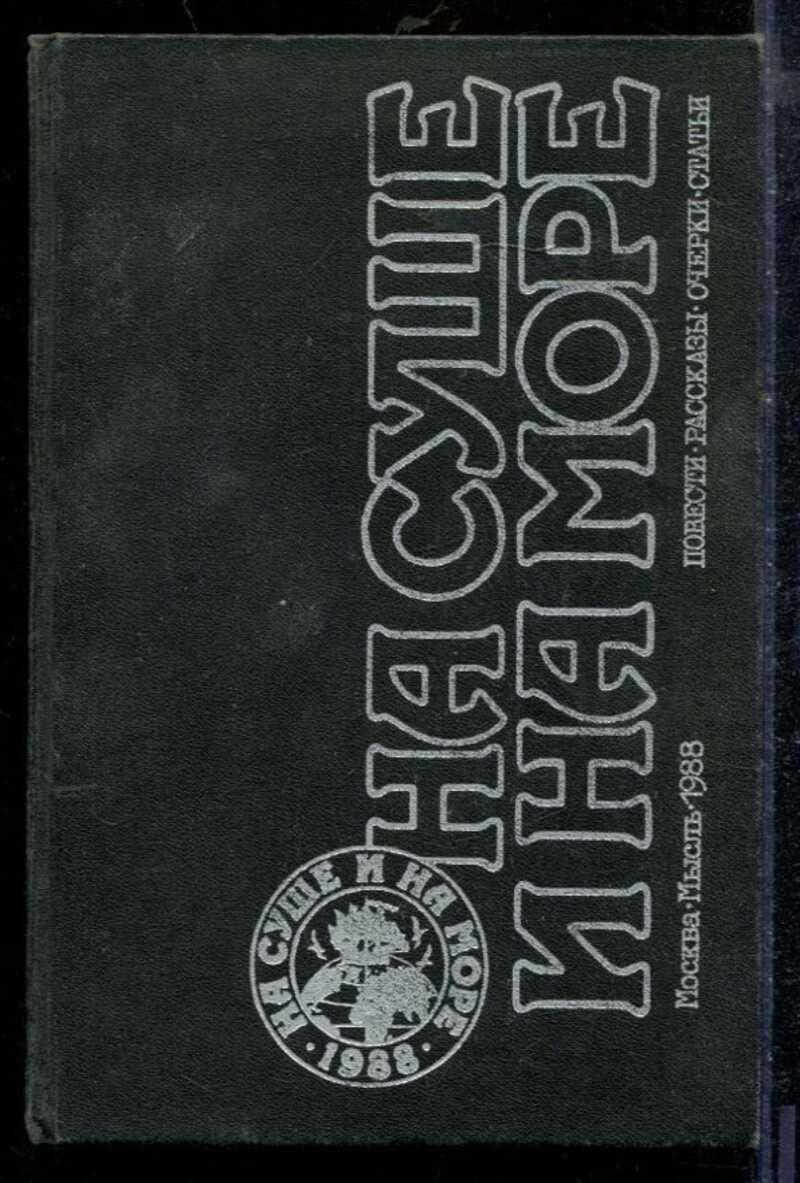 НА СУШЕ
И НА МОРЕ
НА СУШЕ И НА МОРЕ
·1988·
Москва·Мысль·1988
ПОВЕСТИ·РАССКАЗЫ·ОЧЕРКИ·СТАТЬИ